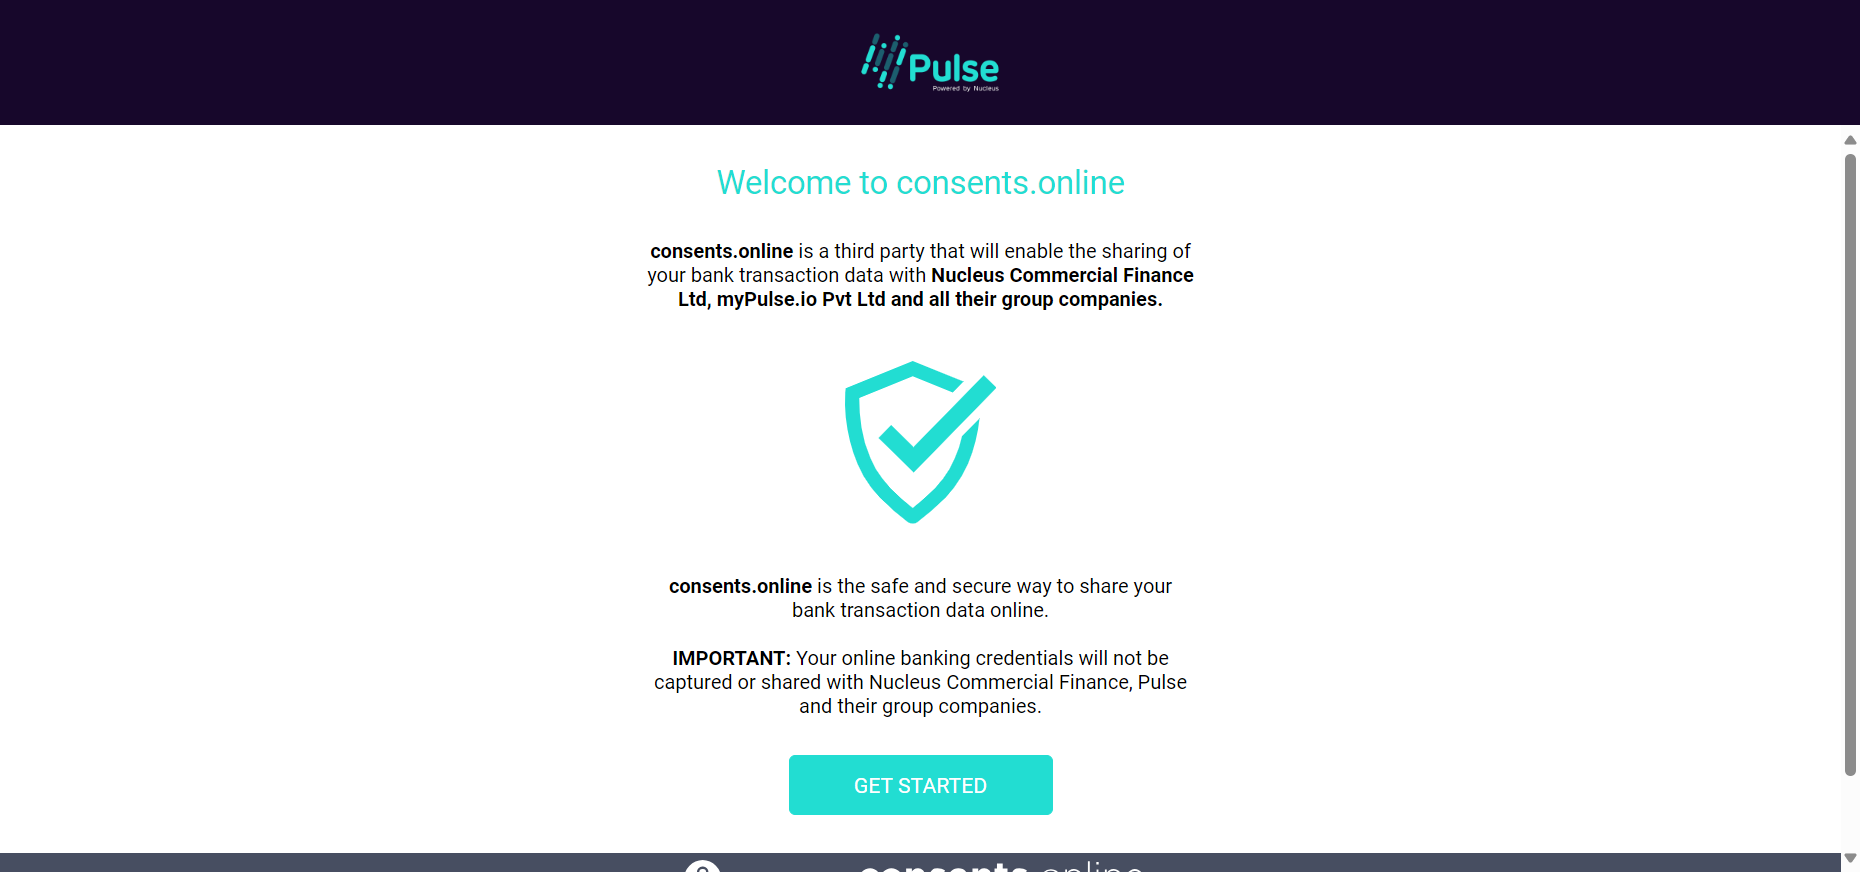 Pulse
Powered by Nucleus
Welcome to consents.online
consents.online is a third party that will enable the sharing of
your bank transaction data with Nucleus Commercial Finance
Ltd, myPulse.io Pvt Ltd and all their group companies.
consents.online is the safe and secure way to share your
bank transaction data online.
IMPORTANT: Your online banking credentials will not be
captured or shared with Nucleus Commercial Finance, Pulse
and their group companies.
GET STARTED
consents.online